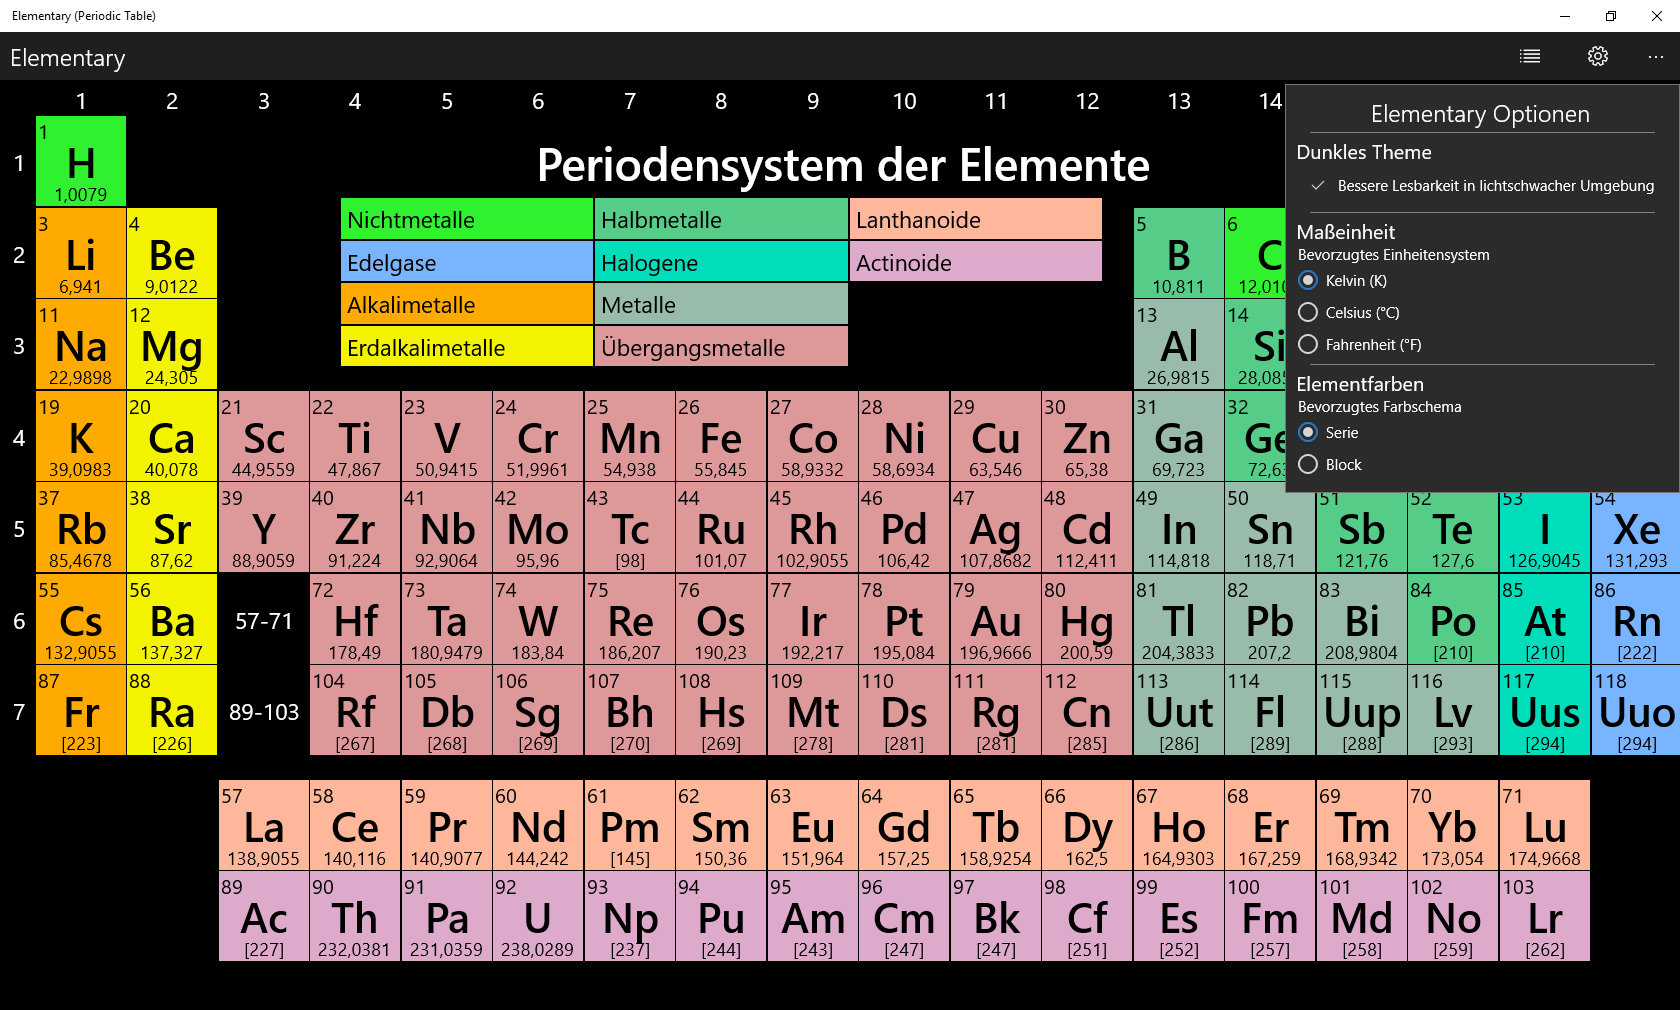 Elementary (Periodic Table)
Elementary
1 2 3 4 5 6 7 8 9 10 11 12 13 14
Elementary Optionen
Dunkles Theme
Bessere Lesbarkeit in lichtschwacher Umgebung
Maßeinheit
Bevorzugtes Einheitensystem
Kelvin (K)
Celsius (°C)
Fahrenheit (°F)
Elementfarben
Bevorzugtes Farbschema
Serie
Block
Periodensystem der Elemente
Nichtmetalle Halbmetalle Lanthanoide
Edelgase Halogene Actinoide
Alkalimetalle Metalle
Erdalkalimetalle Übergangsmetalle
1
1
H
1,0079
2
3 4 5 6
Li Be B C
6,941 9,0122 10,811 12,010
3
11 12 13 14
Na Mg Al Si
22,9898 24,305 26,9815 28,085
4
19 20 21 22 23 24 25 26 27 28 29 30 31 32
K Ca Sc Ti V Cr Mn Fe Co Ni Cu Zn Ga Ge
39,0983 40,078 44,9559 47,867 50,9415 51,9961 54,938 55,845 58,9332 58,6934 63,546 65,38 69,723 72,63
5
37 38 39 40 41 42 43 44 45 46 47 48 49 50 51 52 53 54
Rb Sr Y Zr Nb Mo Tc Ru Rh Pd Ag Cd In Sn Sb Te I Xe
85,4678 87,62 88,9059 91,224 92,9064 95,96 [98] 101,07 102,9055 106,42 107,8682 112,411 114,818 118,71 121,76 127,6 126,9045 131,293
6
55 56 72 73 74 75 76 77 78 79 80 81 82 83 84 85 86
Cs Ba 57-71 Hf Ta W Re Os Ir Pt Au Hg Tl Pb Bi Po At Rn
132,9055 137,327 178,49 180,9479 183,84 186,207 190,23 192,217 195,084 196,9666 200,59 204,3833 207,2 208,9804 [210] [210] [222]
7
87 88 104 105 106 107 108 109 110 111 112 113 114 115 116 117 118
Fr Ra 89-103 Rf Db Sg Bh Hs Mt Ds Rg Cn Uut Fl Uup Lv Uus Uuo
[223] [226] [267] [268] [269] [270] [269] [278] [281] [281] [285] [286] [289] [288] [293] [294] [294]
57 58 59 60 61 62 63 64 65 66 67 68 69 70 71
La Ce Pr Nd Pm Sm Eu Gd Tb Dy Ho Er Tm Yb Lu
138,9055 140,116 140,9077 144,242 [145] 150,36 151,964 157,25 158,9254 162,5 164,9303 167,259 168,9342 173,054 174,9668
89 90 91 92 93 94 95 96 97 98 99 100 101 102 103
Ac Th Pa U Np Pu Am Cm Bk Cf Es Fm Md No Lr
[227] 232,0381 231,0359 238,0289 [237] [244] [243] [247] [247] [251] [252] [257] [258] [259] [262]